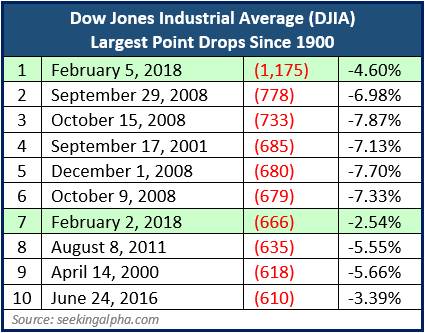 Dow Jones Industrial Average (DJIA)
Largest Point Drops Since 1900
1 February 5, 2018 (1,175) -4.60%
2 September 29, 2008 (778) -6.98%
3 October 15, 2008 (733) -7.87%
4 September 17, 2001 (685) -7.13%
5 December 1, 2008 (680) -7.70%
6 October 9, 2008 (679) -7.33%
7 February 2, 2018 (666) -2.54%
8 August 8, 2011 (635) -5.55%
9 April 14, 2000 (618) -5.66%
10 June 24, 2016 (610) -3.39%
Source: seekingalpha.com